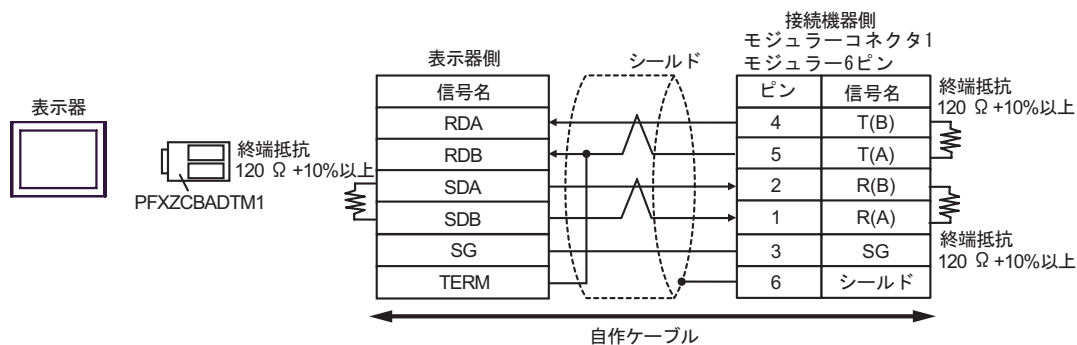 接続機器側
モジュラーコネクタ1
モジュラー6ピン
表示器側
シールド
表示器
信号名
ピン
信号名
終端抵抗
120 Ω +10%以上
RDA
4
T(B)
RDB
5
T(A)
終端抵抗
120 Ω +10%以上
PFXZCBADTM1
SDA
2
R(B)
SDB
1
R(A)
SG
3
SG
終端抵抗
120 Ω +10%以上
TERM
6
シールド
自作ケーブル